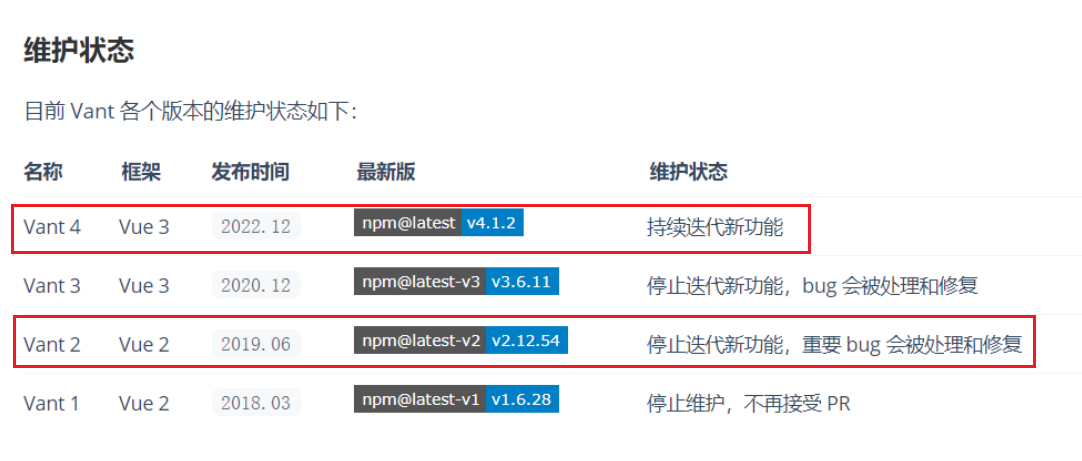 维护状态
目前 Vant 各个版本的维护状态如下：
名称 框架 发布时间 最新版 维护状态
Vant 4 Vue 3 2022.12 npm@latest v4.1.2 持续迭代新功能
Vant 3 Vue 3 2020.12 npm@latest-v3 v3.6.11 停止迭代新功能，bug 会被处理和修复
Vant 2 Vue 2 2019.06 npm@latest-v2 v2.12.54 停止迭代新功能，重要 bug 会被处理和修复
Vant 1 Vue 2 2018.03 npm@latest-v1 v1.6.28 停止维护，不再接受 PR